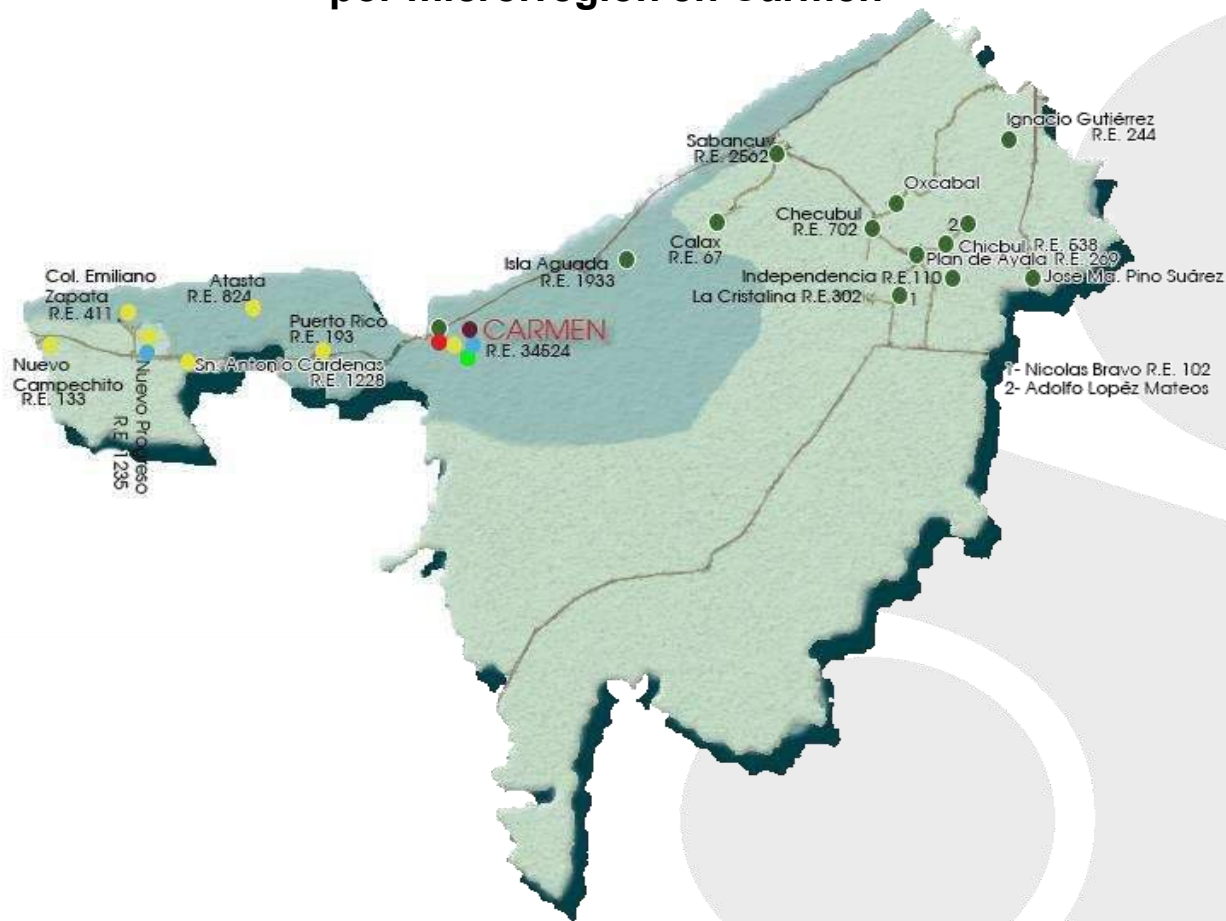 por microrregión en Carmen
Ignacio Gutiérrez
R.E. 244
Sabancuy
R.E. 2562
Oxcabal
Checubul
R.E. 702
2
Calax
R.E. 67
Chicbul R.E. 638
Plan de Ayala R.E. 269
Isla Aguada
R.E. 1933
Independencia R.E.110
Jose Ma. Pino Suárez
La Cristalina R.E.302
1
Col. Emiliano
Zapata
R.E. 411
Atasta
R.E. 824
Puerto Rico
R.E. 193
CARMEN
R.E. 34524
Nuevo
Campechito
R.E. 133
Sn. Antonio Cárdenas
R.E. 1228
Nuevo Progreso
R.E. 1235
1- Nicolas Bravo R.E. 102
2- Adolfo Lopéz Mateos